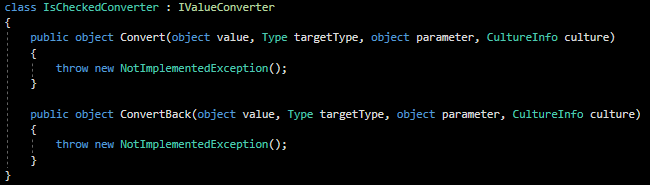 class IsCheckedConverter : IValueConverter
{
    public object Convert(object value, Type targetType, object parameter, CultureInfo culture)
    {
        throw new NotImplementedException();
    }

    public object ConvertBack(object value, Type targetType, object parameter, CultureInfo culture)
    {
        throw new NotImplementedException();
    }
}